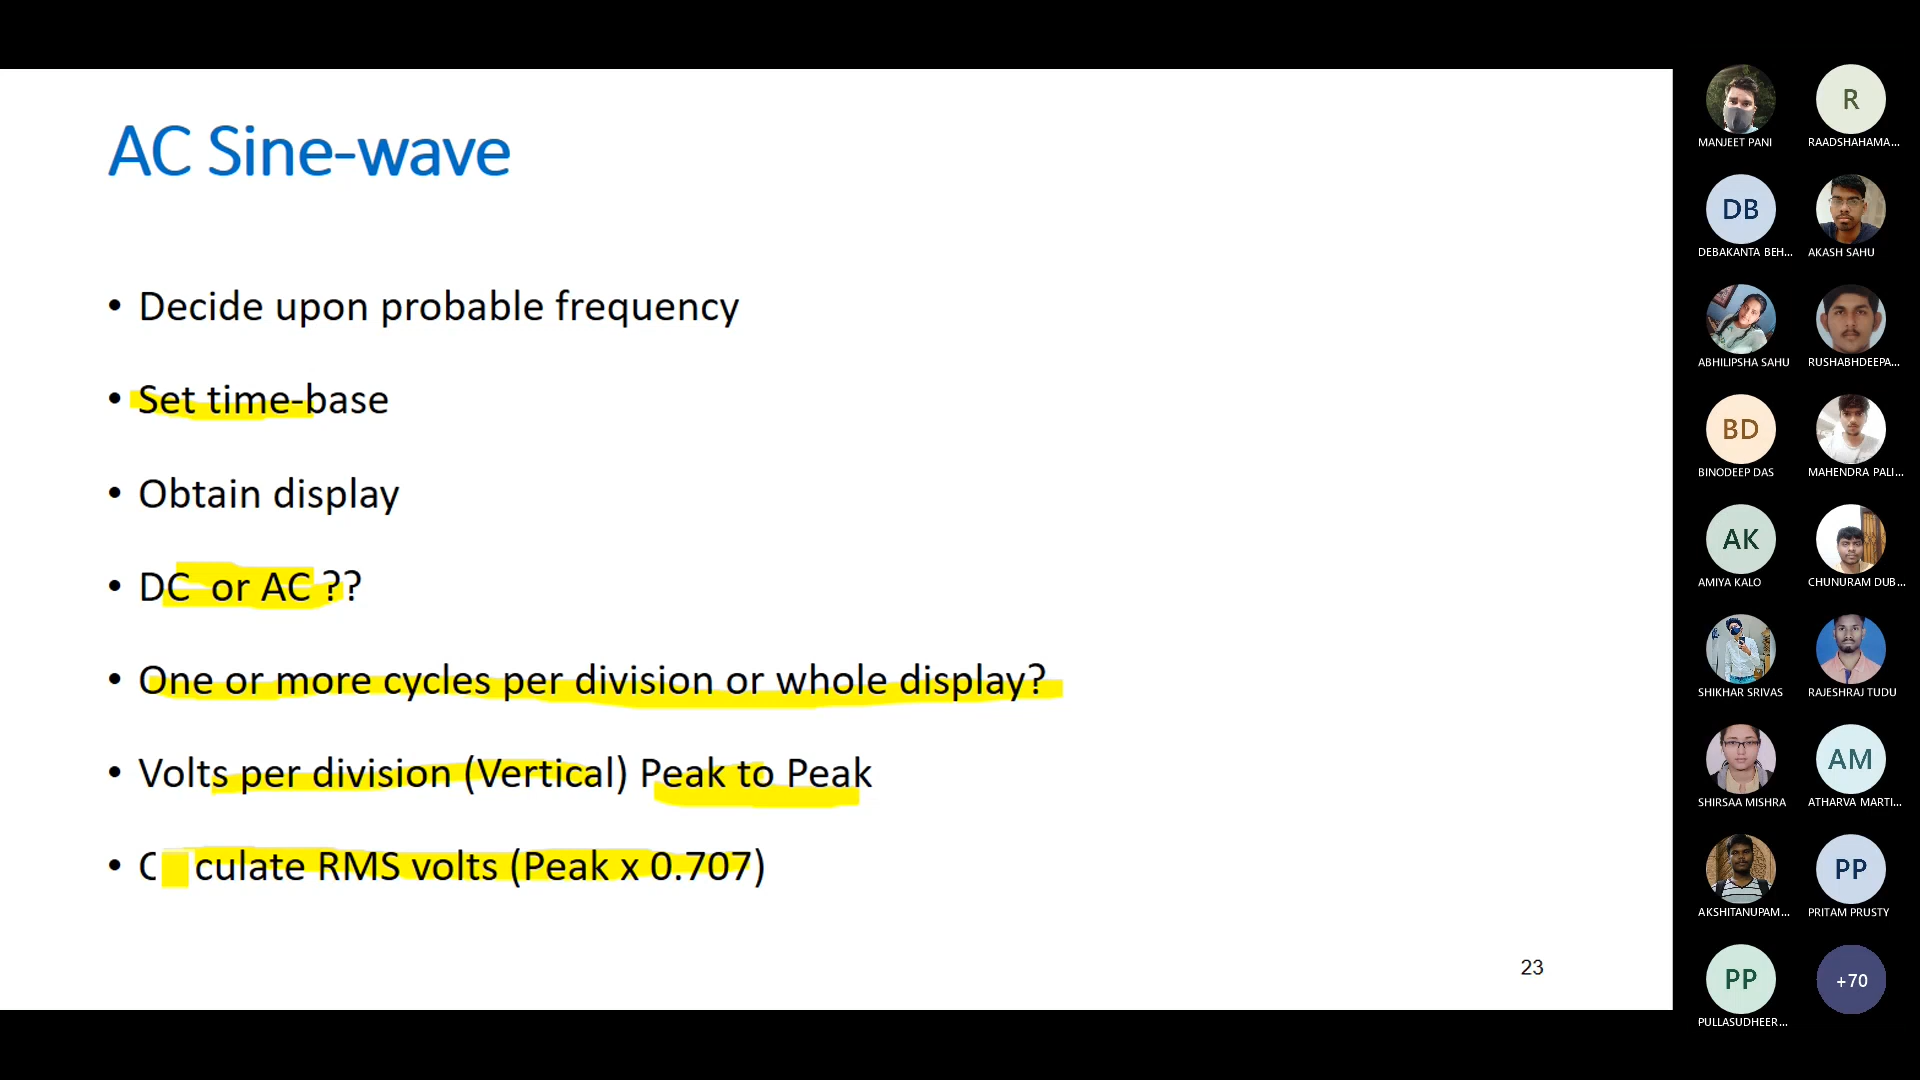 AC Sine-wave
• Decide upon probable frequency
• Set time-base
• Obtain display
• DC or AC ??
• One or more cycles per division or whole display?
• Volts per division (Vertical) Peak to Peak
• C culate RMS volts (Peak x 0.707)
23
MANJEET PANI
R
RAADSHAHAMA...
DB
DEBAKANTA BEH...
AKASH SAHU
ABHILIPSHA SAHU
RUSHABHDEEPA...
BD
BINODEEP DAS
MAHENDRA PALI...
AK
AMIYA KALO
CHUNURAM DUB...
SHIKHAR SRIVAS
RAJESHRAJ TUDU
SHIRSAA MISHRA
AM
ATHARVA MARTI...
AKSHITANUPAM...
PP
PRITAM PRUSTY
PP
PULLASUDHEER...
+70